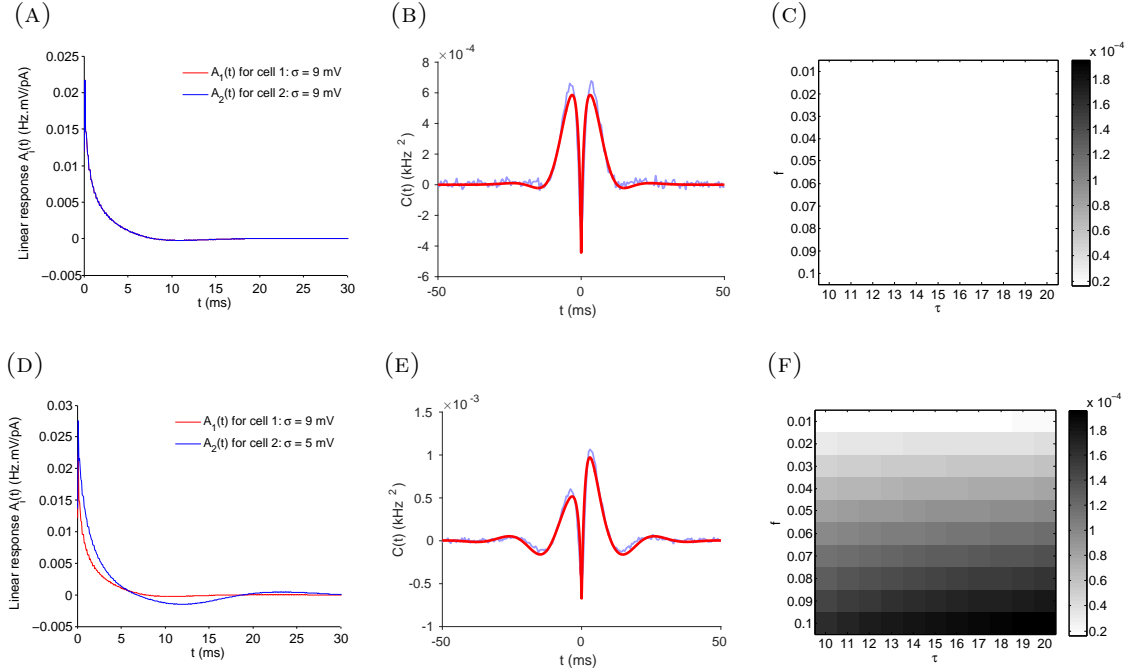 (A)
(B)
(C)
0.025
0.02
0.015
0.01
0.005
0
−0.005
0 5 10 15 20 25 30
t (ms)
Linear response Ai(t) (Hz.mV/pA)
A1(t) for cell 1: σ = 9 mV
A2(t) for cell 2: σ = 9 mV
×10-4
8
6
4
2
0
-2
-4
-6
-50 0 50
t (ms)
C(t) (kHz 2)
0.01
0.02
0.03
0.04
0.05
0.06
0.07
0.08
0.09
0.1
f
10 11 12 13 14 15 16 17 18 19 20
τ
x 10−4
1.8
1.6
1.4
1.2
1
0.8
0.6
0.4
0.2
(D)
(E)
(F)
0.03
0.025
0.02
0.015
0.01
0.005
0
−0.005
0 5 10 15 20 25 30
t (ms)
Linear response Ai(t) (Hz.mV/pA)
A1(t) for cell 1: σ = 9 mV
A2(t) for cell 2: σ = 5 mV
×10-3
1.5
1
0.5
0
-0.5
-1
-50 0 50
t (ms)
C(t) (kHz 2)
0.01
0.02
0.03
0.04
0.05
0.06
0.07
0.08
0.09
0.1
f
10 11 12 13 14 15 16 17 18 19 20
τ
x 10−4
1.8
1.6
1.4
1.2
1
0.8
0.6
0.4
0.2